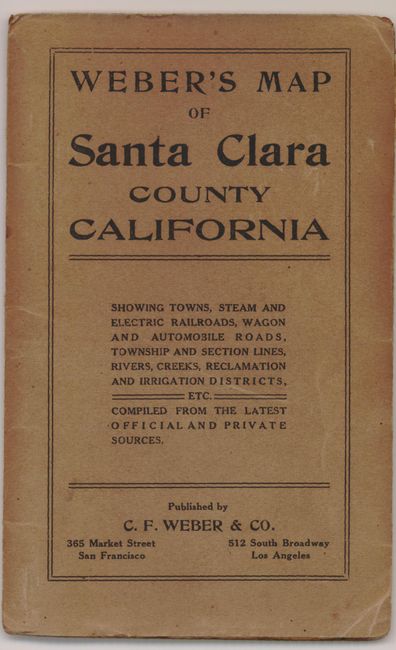 WEBER'S MAP
OF
Santa Clara
COUNTY
CALIFORNIA
SHOWING TOWNS, STEAM AND
ELECTRIC RAILROADS, WAGON
AND AUTOMOBILE ROADS,
TOWNSHIP AND SECTION LINES,
RIVERS, CREEKS, RECLAMATION
AND IRRIGATION DISTRICTS,
ETC.
COMPILED FROM THE LATEST
OFFICIAL AND PRIVATE
SOURCES.
Published by
C. F. WEBER & CO.
365 Market Street 512 South Broadway
San Francisco Los Angeles